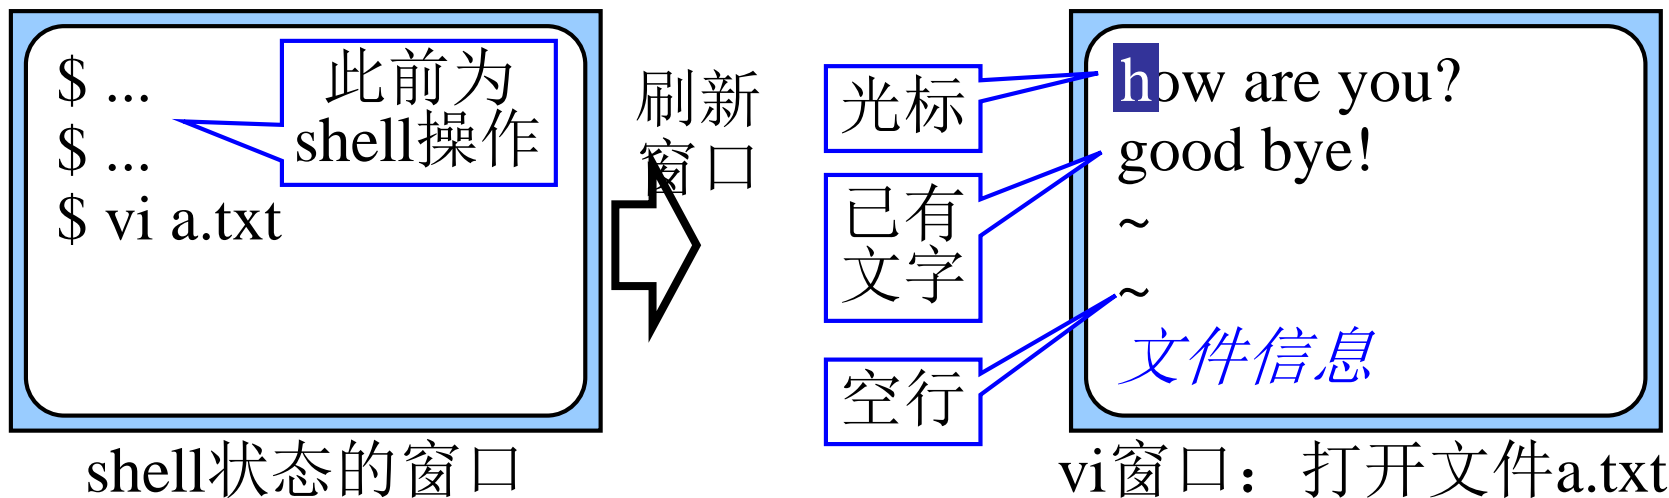 $ ...
$ ...
$ vi a.txt
此前为
shell操作
shell状态的窗口
刷新
窗口
光标
已有
文字
空行
how are you?
good bye!
~
~
文件信息
vi窗口：打开文件a.txt